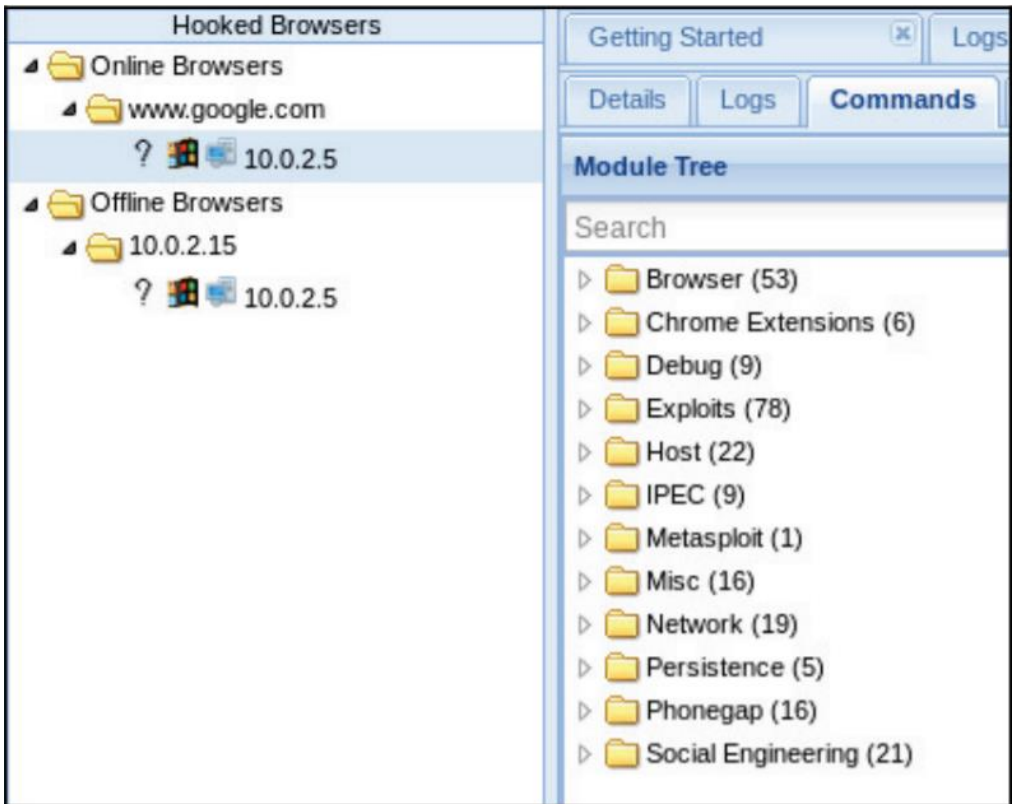 Hooked Browsers
Online Browsers
www.google.com
? 10.0.2.5
Offline Browsers
10.0.2.15
? 10.0.2.5
Getting Started
Logs
Details
Logs
Commands
Module Tree
Search
Browser (53)
Chrome Extensions (6)
Debug (9)
Exploits (78)
Host (22)
IPEC (9)
Metasploit (1)
Misc (16)
Network (19)
Persistence (5)
Phonegap (16)
Social Engineering (21)